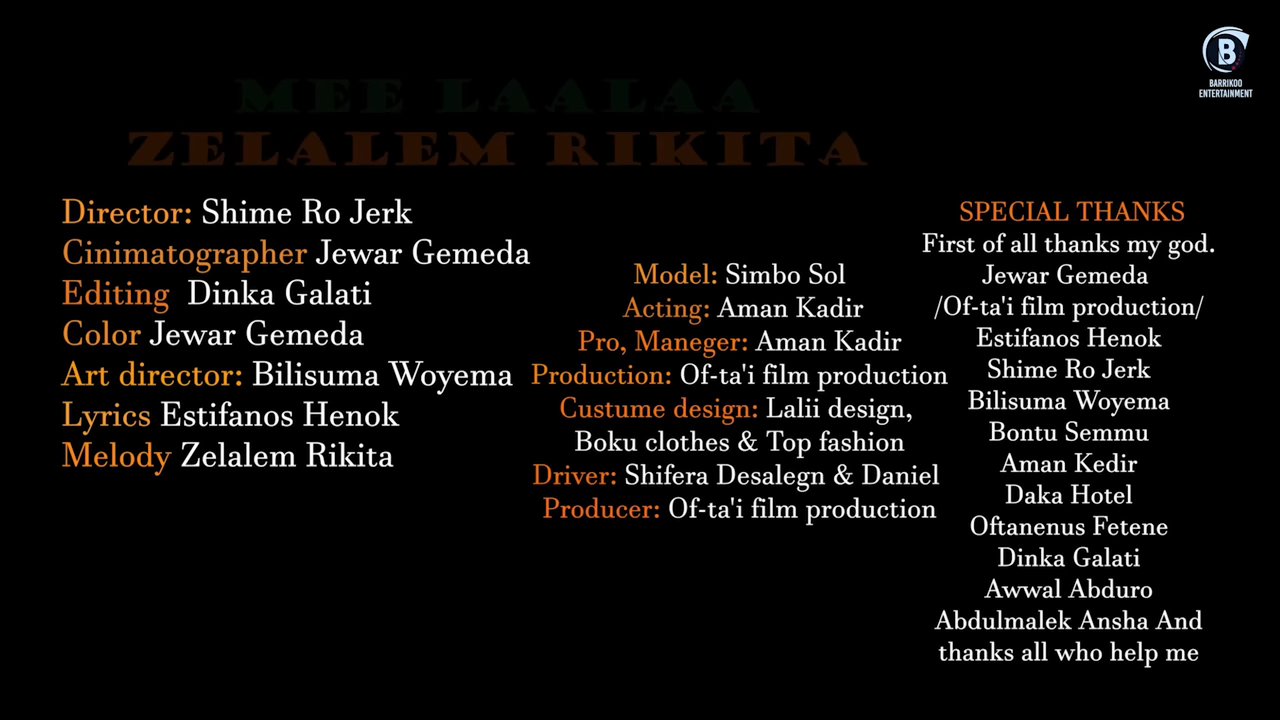 B
BARRIKOO
ENTERTAINMENT
MEE LAALAA
ZELALEM RIKITA
Director: Shime Ro Jerk
Cinimatographer Jewar Gemeda
Editing Dinka Galati
Color Jewar Gemeda
Art director: Bilisuma Woyema
Lyrics Estifanos Henok
Melody Zelalem Rikita
Model: Simbo Sol
Acting: Aman Kadir
Pro, Maneger: Aman Kadir
Production: Of-ta'i film production
Custume design: Lalii design,
Boku clothes & Top fashion
Driver: Shifera Desalegn & Daniel
Producer: Of-ta'i film production
SPECIAL THANKS
First of all thanks my god.
Jewar Gemeda
/Of-ta'i film production/
Estifanos Henok
Shime Ro Jerk
Bilisuma Woyema
Bontu Semmu
Aman Kedir
Daka Hotel
Oftanenus Fetene
Dinka Galati
Awwal Abduro
Abdulmalek Ansha And
thanks all who help me